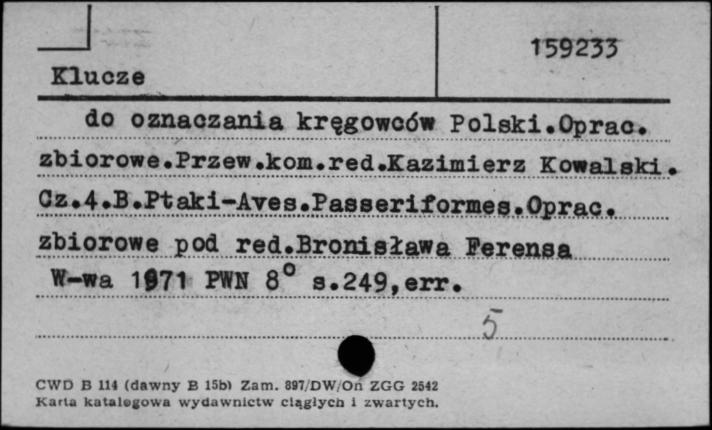 159233
Klucze
do oznaczania kręgowców Polski.Oprac.
zbiorowe.Przew.kom.red.Kazimierz Kowalski.
Cz.4.B.Ptaki-Aves.Passeriformes.Oprac.
zbiorowe pod red.Bronisława Ferensa
W-wa 1971 PWN 8° s.249,err.
5
CWD B 114 (dawny B 15b) Zam. 897/DW/On ZGG 2542
Karta katalogowa wydawnictw ciągłych i zwartych.